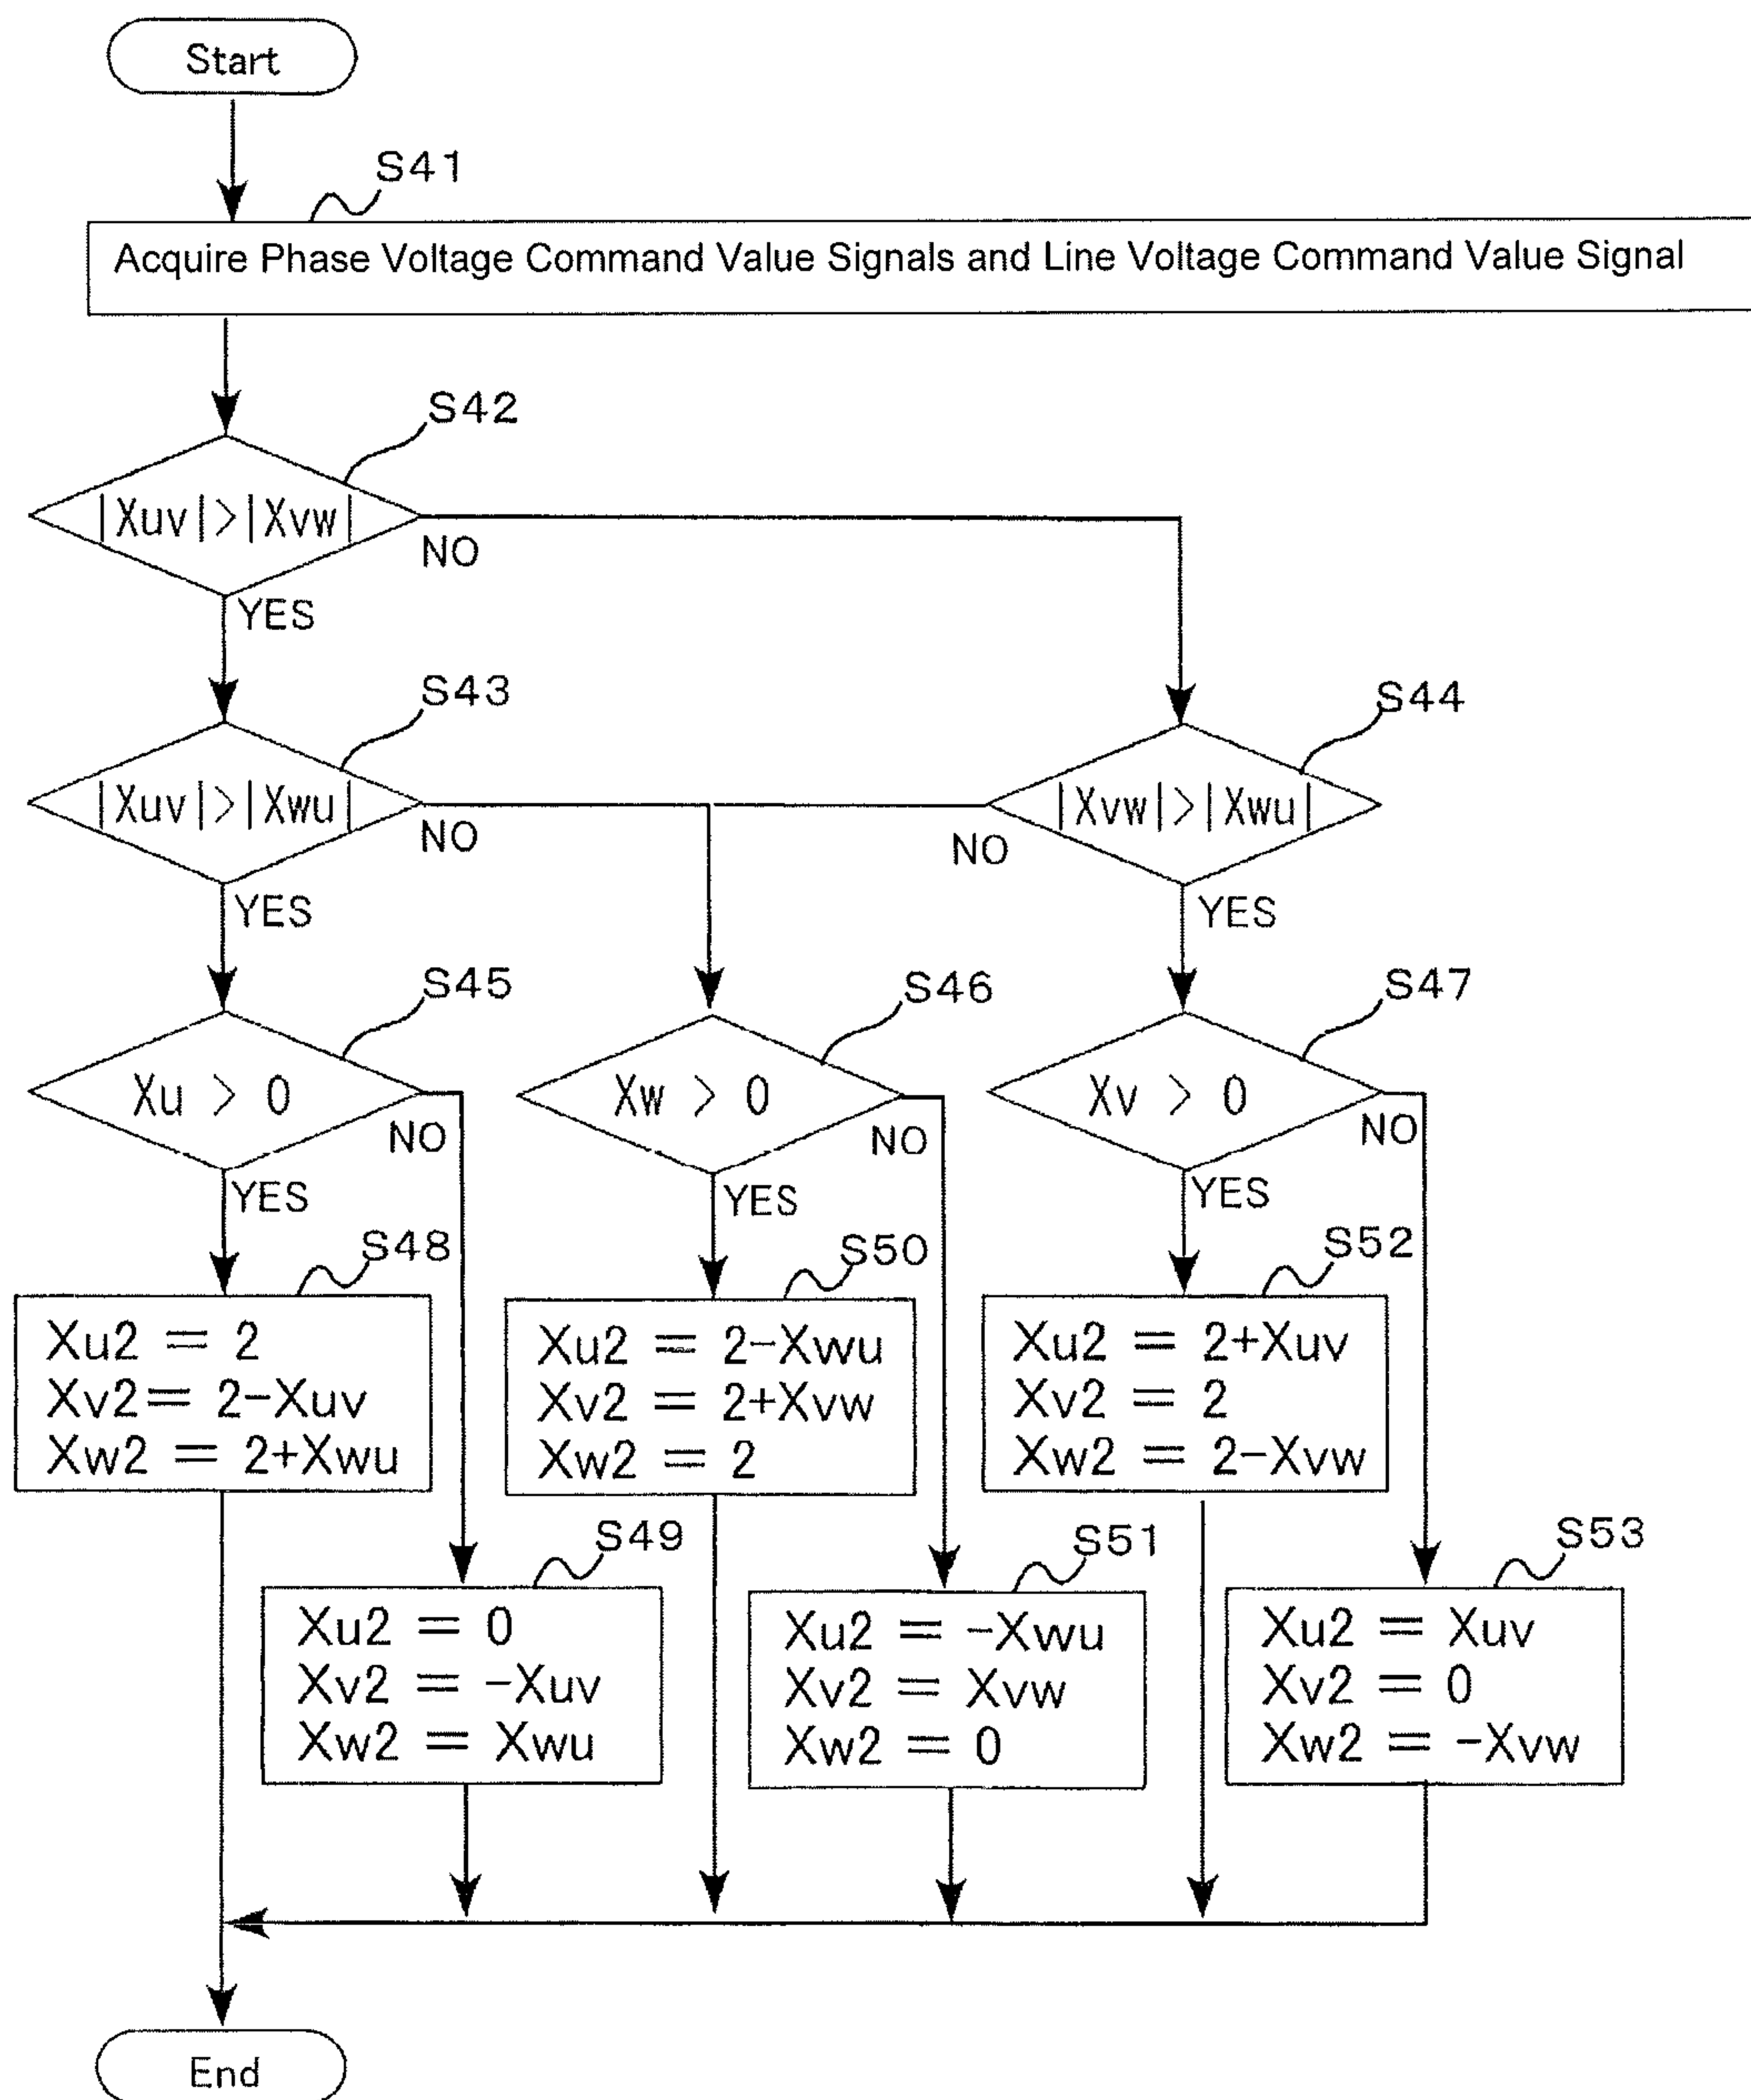 Start
S41
Acquire Phase Voltage Command Value Signals and Line Voltage Command Value Signal
S42
|Xuv|>|Xvw|
NO
YES
S43
|Xuv|>|Xwu|
NO
YES
S44
|Xvw|>|Xwu|
NO
YES
S45
Xu > 0
NO
YES
S46
Xw > 0
NO
YES
S47
Xv > 0
NO
YES
S48
Xu2 = 2
Xv2= 2-Xuv
Xw2 = 2+Xwu
S50
Xu2 = 2-Xwu
Xv2 = 2+Xvw
Xw2 = 2
S52
Xu2 = 2+Xuv
Xv2 = 2
Xw2 = 2-Xvw
S49
Xu2 = 0
Xv2 = -Xuv
Xw2 = Xwu
S51
Xu2 = -Xwu
Xv2 = Xvw
Xw2 = 0
S53
Xu2 = Xuv
Xv2 = 0
Xw2 = -Xvw
End